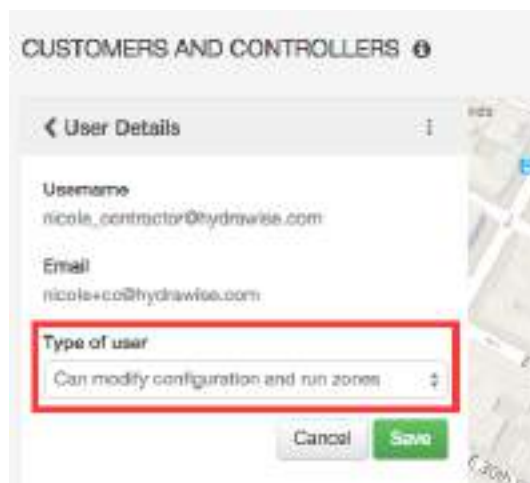 CUSTOMERS AND CONTROLLERS
User Details
Username
nicole_contractor@hydrawise.com
Email
nicole+co@hydrawise.com
Type of user
Can modify configuration and run zones
Cancel Save